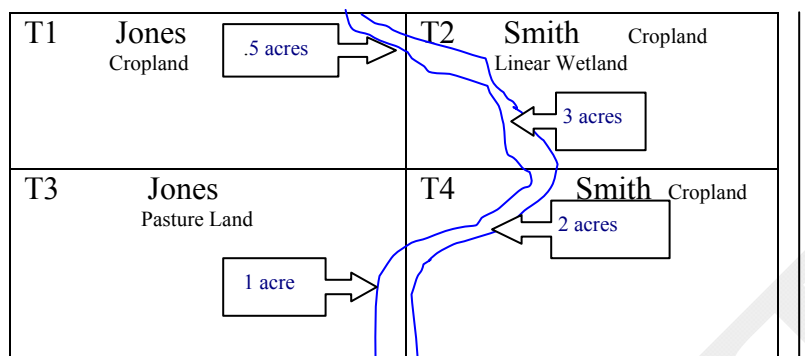 T1 Jones
Cropland
.5 acres
T2 Smith Cropland
Linear Wetland
3 acres
T3 Jones
Pasture Land
1 acre
T4 Smith Cropland
2 acres